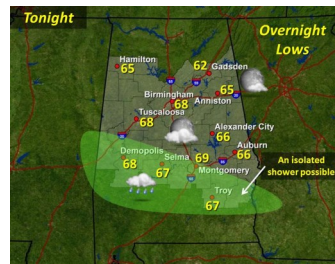 Tonight
Overnight
Lows
Hamilton
65
62
Gadsden
Birmingham
68
65
Anniston
Tuscaloosa
68
Alexander City
66
Auburn
66
Demopolis
68
Selma
67
69
Montgomery
Troy
67
An isolated
shower possible